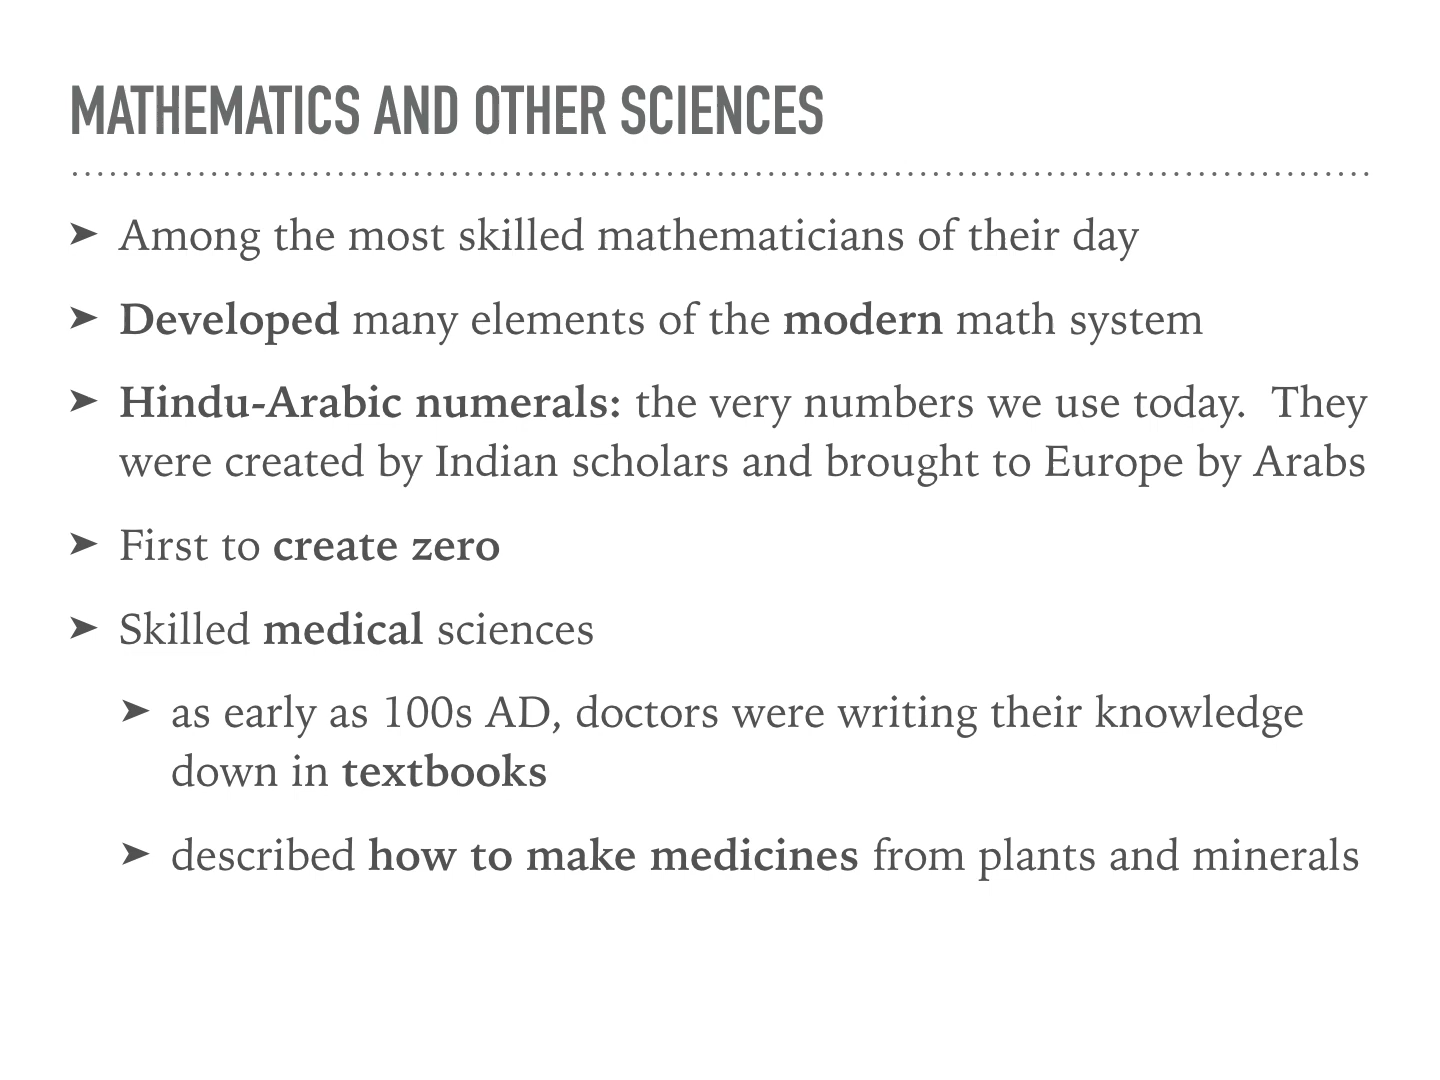 MATHEMATICS AND OTHER SCIENCES
➤ Among the most skilled mathematicians of their day
➤ Developed many elements of the modern math system
➤ Hindu-Arabic numerals: the very numbers we use today.  They
were created by Indian scholars and brought to Europe by Arabs
➤ First to create zero
➤ Skilled medical sciences
➤ as early as 100s AD, doctors were writing their knowledge
down in textbooks
➤ described how to make medicines from plants and minerals